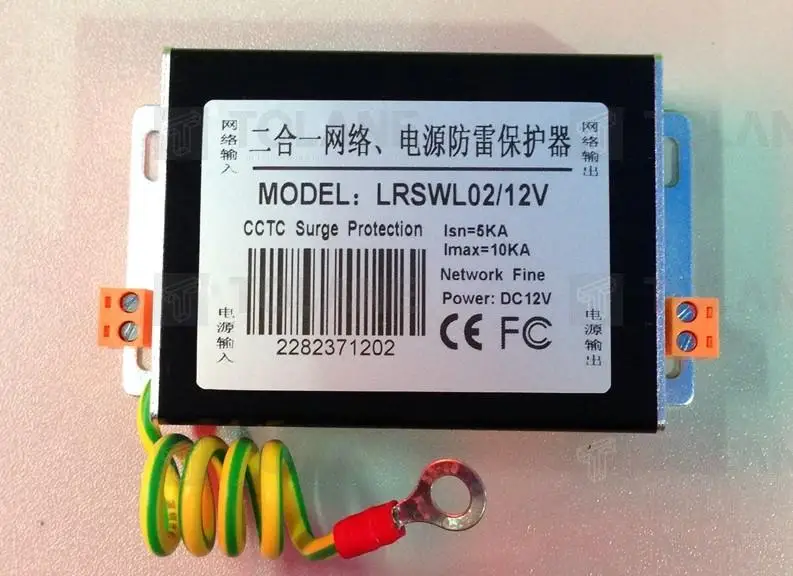 二合一网络、电源防雷保护器
网络输入
网络输出
MODEL: LRSWL02/12V
CCTC Surge Protection
Isn=5KA
Imax=10KA
Network Fine
Power: DC12V
2282371202
CE FC
电源输入
电源输出
TOLANE